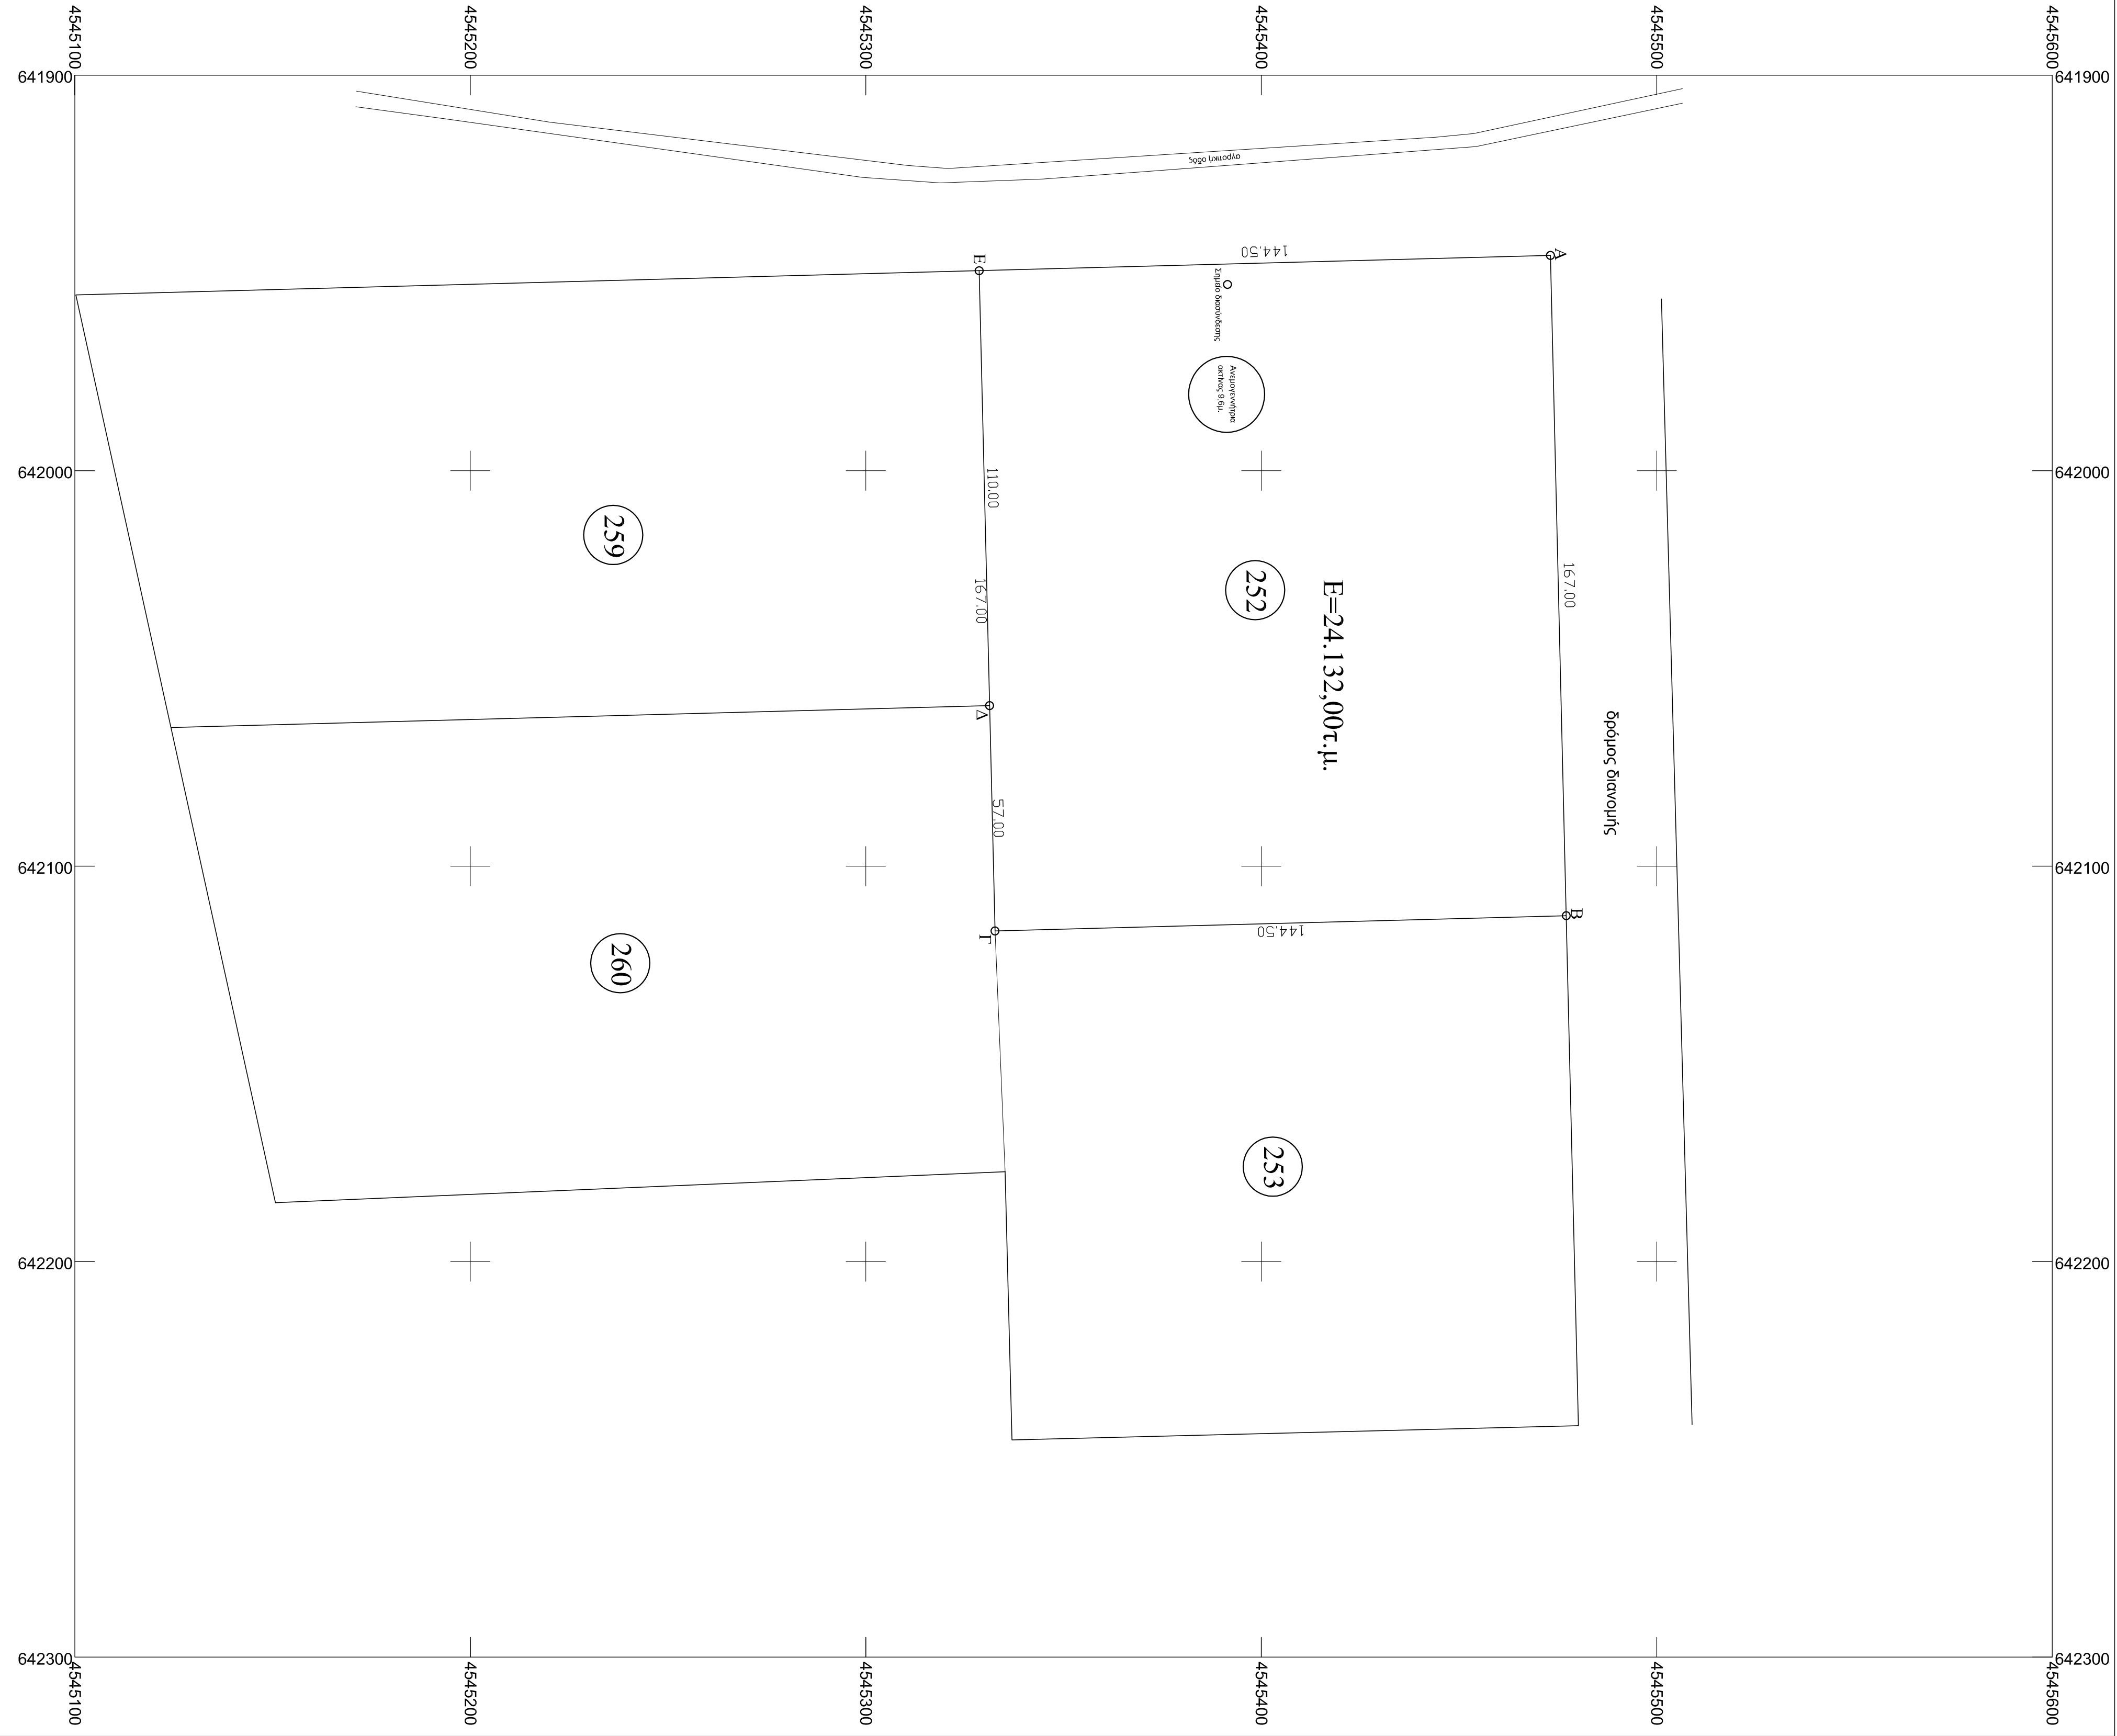 4545100
4545200
4545300
4545400
4545500
4545600
641900
641900
αγροτική οδός
144.50
Α
Ε
Σημείο διασύνδεσης
Ανεμογεννήτρια
ακτίνας 9,6μ.
642000
642000
110.00
259
167.00
252
Ε=24.132,00τ.μ.
167.00
Δ
δρόμος διανομής
57.00
642100
642100
Β
Γ
144.50
260
253
642200
642200
642300
642300
4545100
4545200
4545300
4545400
4545500
4545600